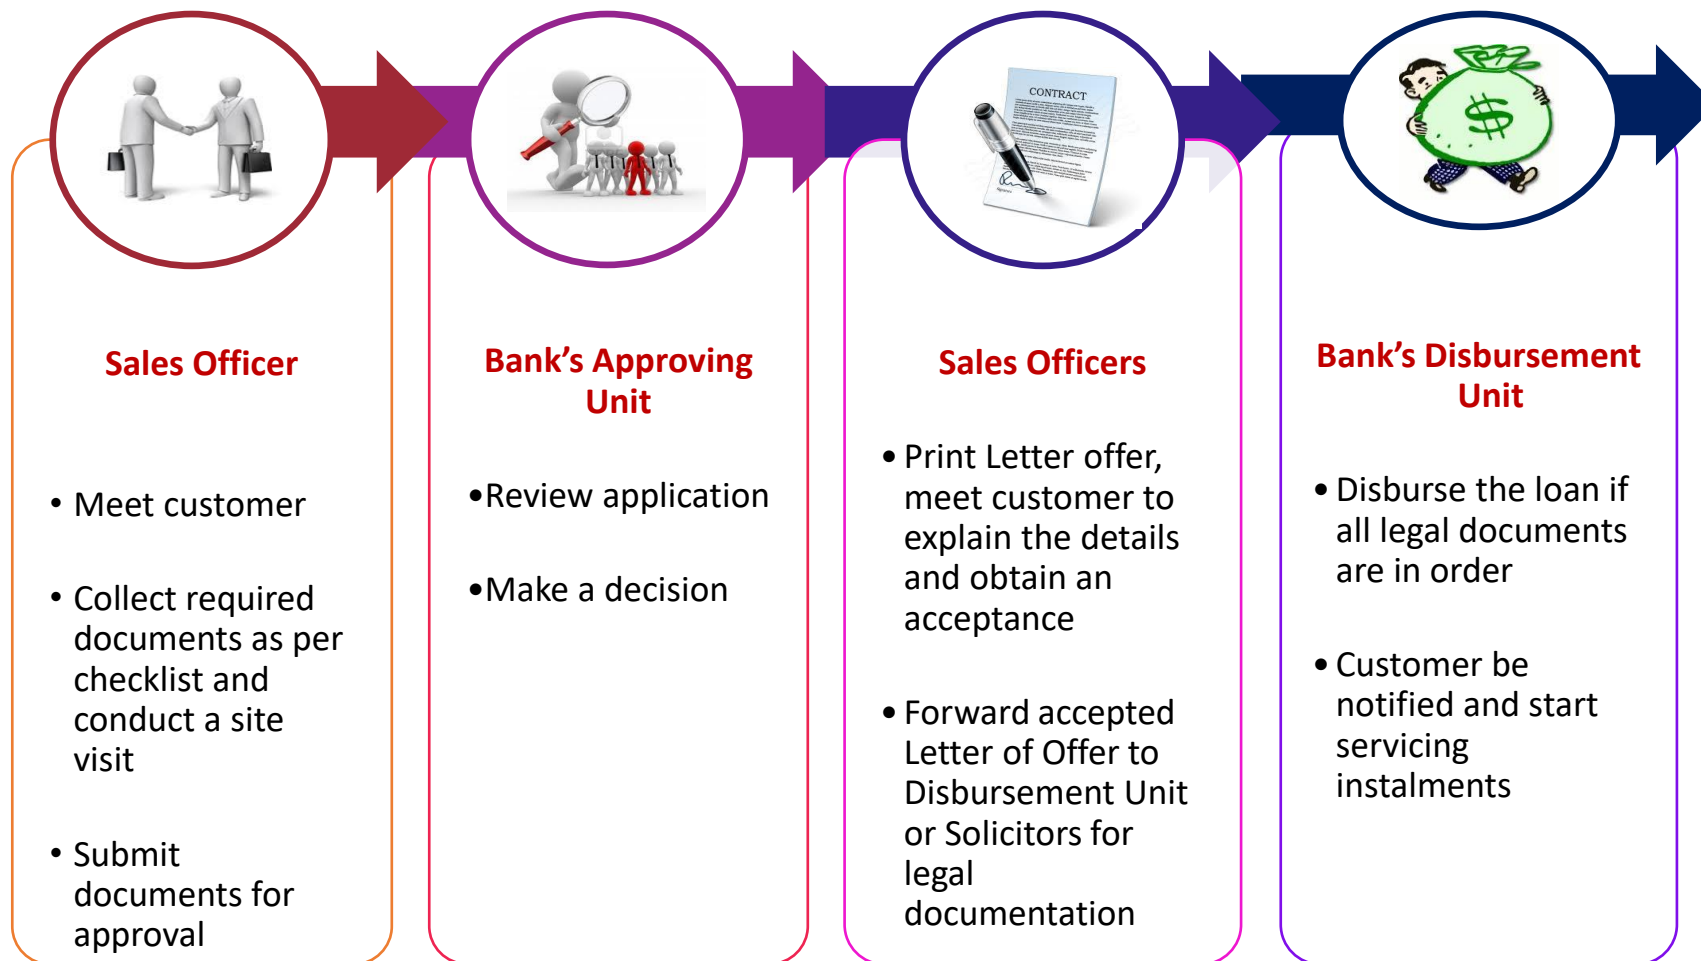 CONTRACT
Sales Officer
• Meet customer
• Collect required
documents as per
checklist and
conduct a site
visit
• Submit
documents for
approval
Bank’s Approving
Unit
•Review application
•Make a decision
Sales Officers
• Print Letter offer,
meet customer to
explain the details
and obtain an
acceptance
• Forward accepted
Letter of Offer to
Disbursement Unit
or Solicitors for
legal
documentation
$
Bank’s Disbursement
Unit
• Disburse the loan if
all legal documents
are in order
• Customer be
notified and start
servicing
instalments